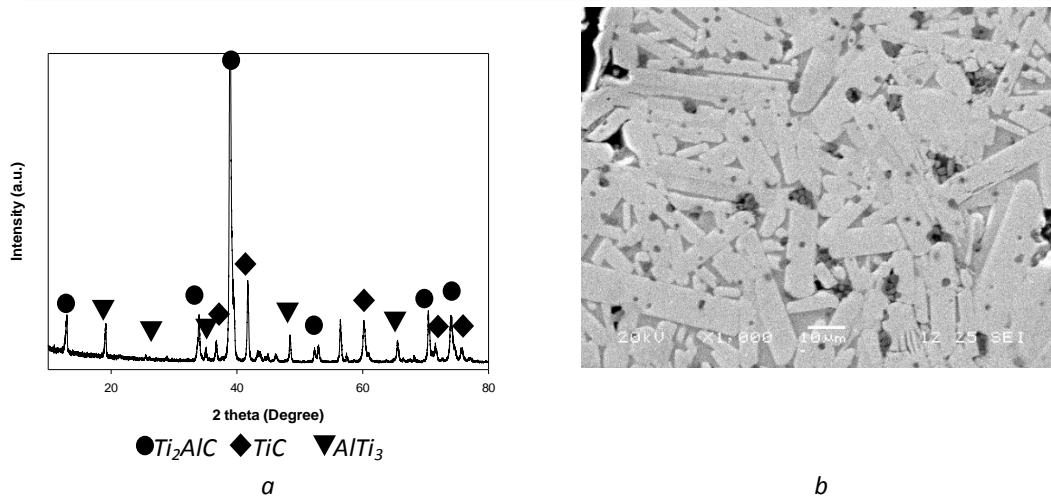 Intensity (a.u.)
20 40 60 80
2 theta (Degree)
Ti₂AlC TiC AlTi₃
20kV X1,000 10μm 12 25 SEI
a b